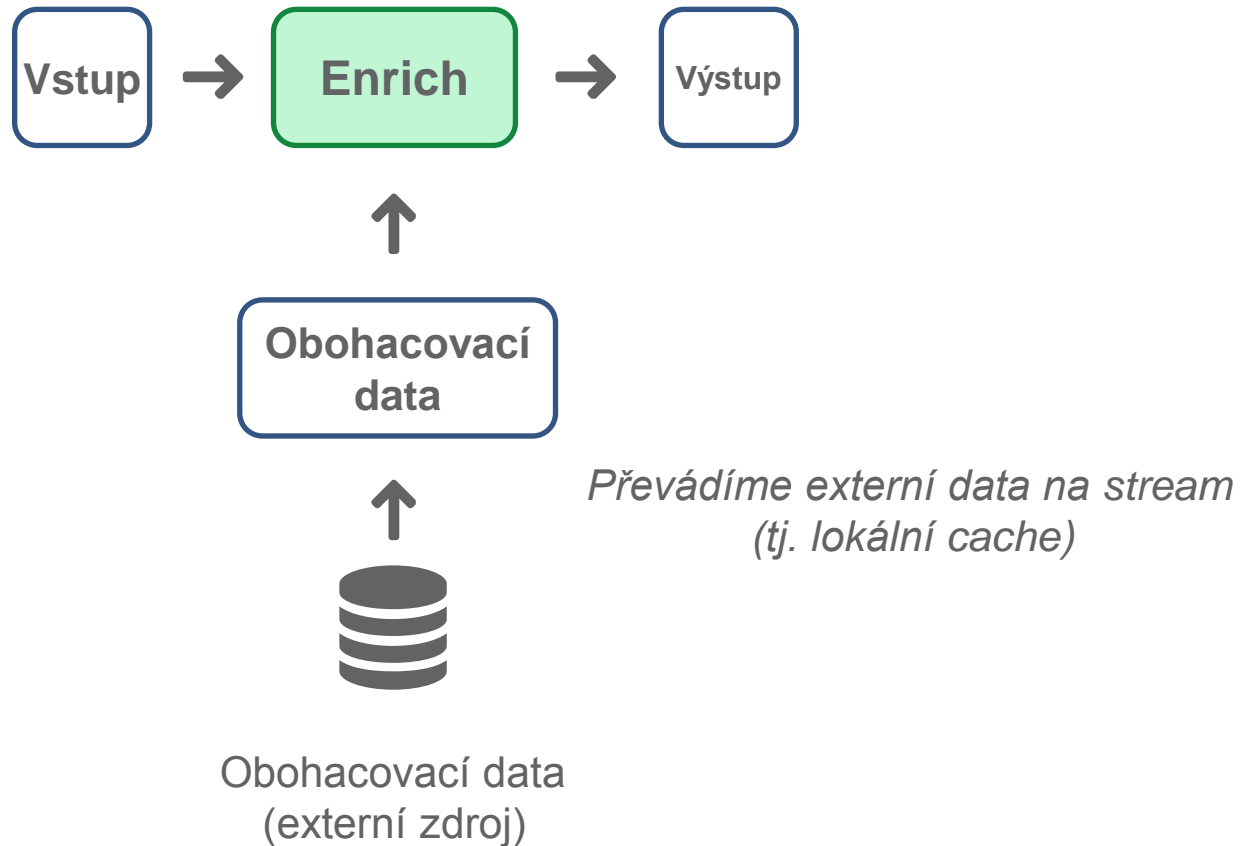 Vstup
Enrich
Výstup
Obohacovací
data
Převádíme externí data na stream
(tj. lokální cache)
Obohacovací data
(externí zdroj)